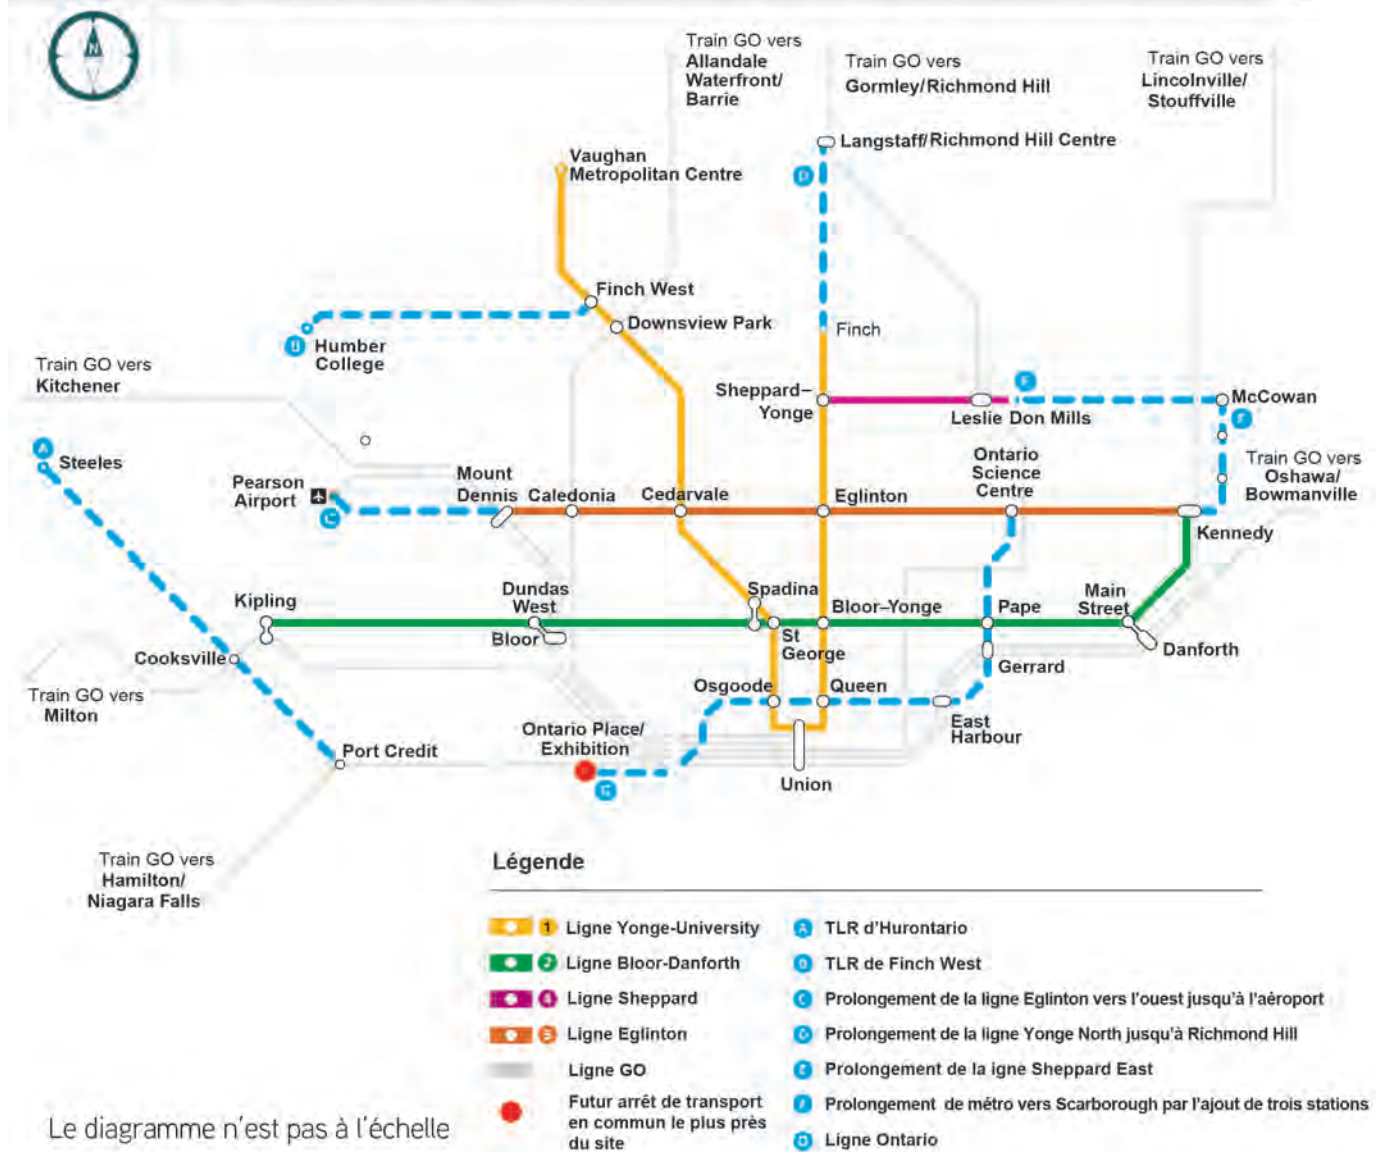 N
Train GO vers
Allandale
Waterfront/
Barrie
Train GO vers
Gormley/Richmond Hill
Train GO vers
Lincolnville/
Stouffville
Langstaff/Richmond Hill Centre
D
Vaughan
Metropolitan Centre
Finch West
Downsview Park
Finch
Humber
College
Train GO vers
Kitchener
Sheppard–
Yonge
Leslie Don Mills
E
McCowan
F
A
Steeles
Pearson
Airport
C
Mount
Dennis
Caledonia
Cedarvale
Eglinton
Ontario
Science
Centre
Train GO vers
Oshawa/
Bowmanville
Kennedy
Kipling
Dundas
West
Bloor
Spadina
Bloor–Yonge
Pape
Main
Street
St
George
Danforth
Gerrard
Cooksville
Train GO vers
Milton
Osgoode
Queen
East
Harbour
Ontario Place/
Exhibition
G
Union
Port Credit
Train GO vers
Hamilton/
Niagara Falls
Légende
1 Ligne Yonge-University
2 Ligne Bloor-Danforth
4 Ligne Sheppard
5 Ligne Eglinton
Ligne GO
Futur arrêt de transport
en commun le plus près
du site
A TLR d'Hurontario
TLR de Finch West
C Prolongement de la ligne Eglinton vers l'ouest jusqu'à l'aéroport
D Prolongement de la ligne Yonge North jusqu'à Richmond Hill
E Prolongement de la igne Sheppard East
F Prolongement de métro vers Scarborough par l'ajout de trois stations
Ligne Ontario
Le diagramme n'est pas à l'échelle